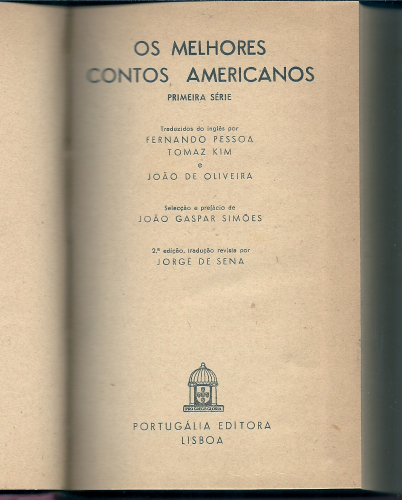 OS MELHORES
CONTOS AMERICANOS
PRIMEIRA SÉRIE
Traduzidos do inglês por
FERNANDO PESSOA
TOMAZ KIM
e
JOÃO DE OLIVEIRA
Selecção e prefácio de
JOÃO GASPAR SIMÕES
2.ª edição, tradução revista por
JORGE DE SENA
PORTUGÁLIA EDITORA
LISBOA